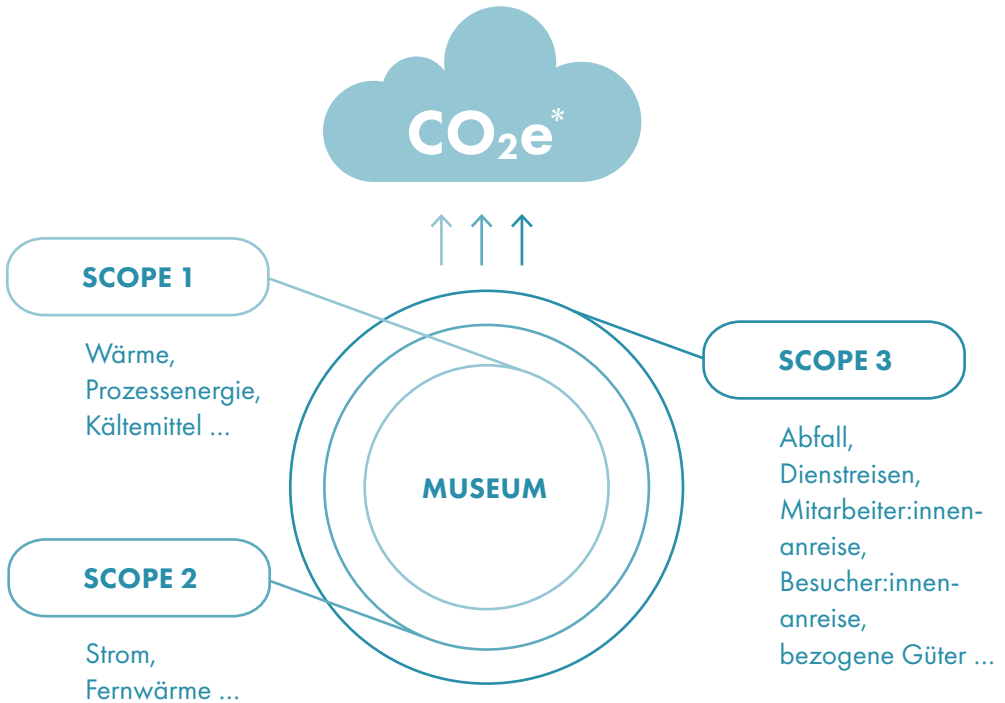 CO₂e*
SCOPE 1
Wärme,
Prozessenergie,
Kältemittel ...
SCOPE 3
Abfall,
Dienstreisen,
Mitarbeiter:innen-
anreise,
Besucher:innen-
anreise,
bezogene Güter ...
MUSEUM
SCOPE 2
Strom,
Fernwärme ...